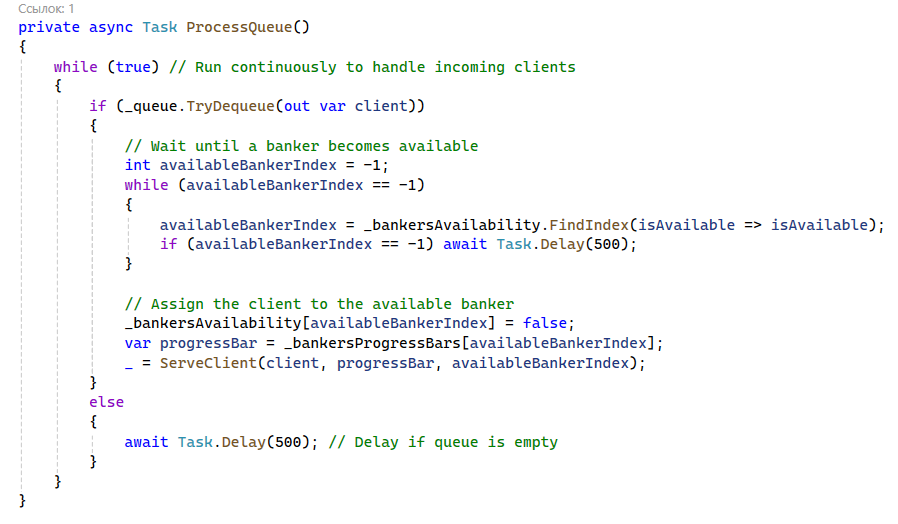 Ссылок: 1
private async Task ProcessQueue()
{
    while (true) // Run continuously to handle incoming clients
    {
        if (_queue.TryDequeue(out var client))
        {
            // Wait until a banker becomes available
            int availableBankerIndex = -1;
            while (availableBankerIndex == -1)
            {
                availableBankerIndex = _bankersAvailability.FindIndex(isAvailable => isAvailable);
                if (availableBankerIndex == -1) await Task.Delay(500);
            }

            // Assign the client to the available banker
            _bankersAvailability[availableBankerIndex] = false;
            var progressBar = _bankersProgressBars[availableBankerIndex];
            _ = ServeClient(client, progressBar, availableBankerIndex);
        }
        else
        {
            await Task.Delay(500); // Delay if queue is empty
        }
    }
}